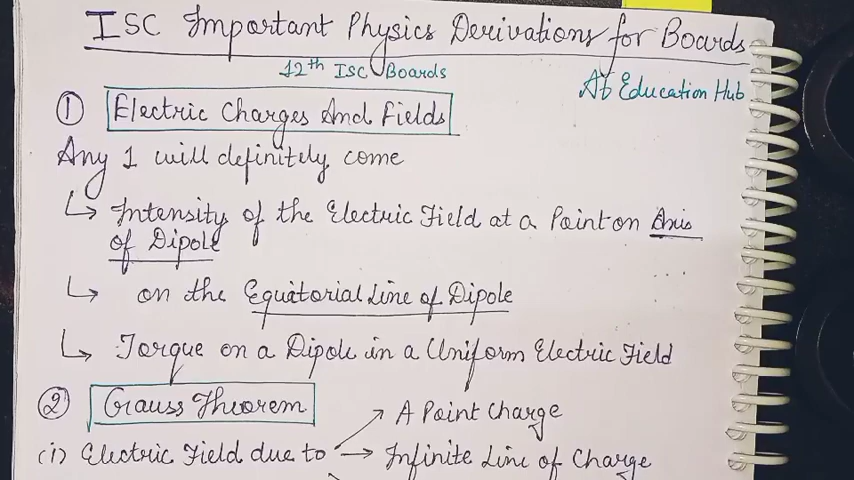 ISC Important Physics Derivations for Boards
12th ISC Boards
Ab Education Hub
① Electric Charges And Fields
Any 1 will definitely come
↳ Intensity of the Electric Field at a Point on Axis
of Dipole
↳ on the Equitorial Line of Dipole
↳ Torque on a Dipole in a Uniform Electric Field
② Gauss Theorem
→ A Point Charge
(i) Electric Field due to → Infinite Line of Charge